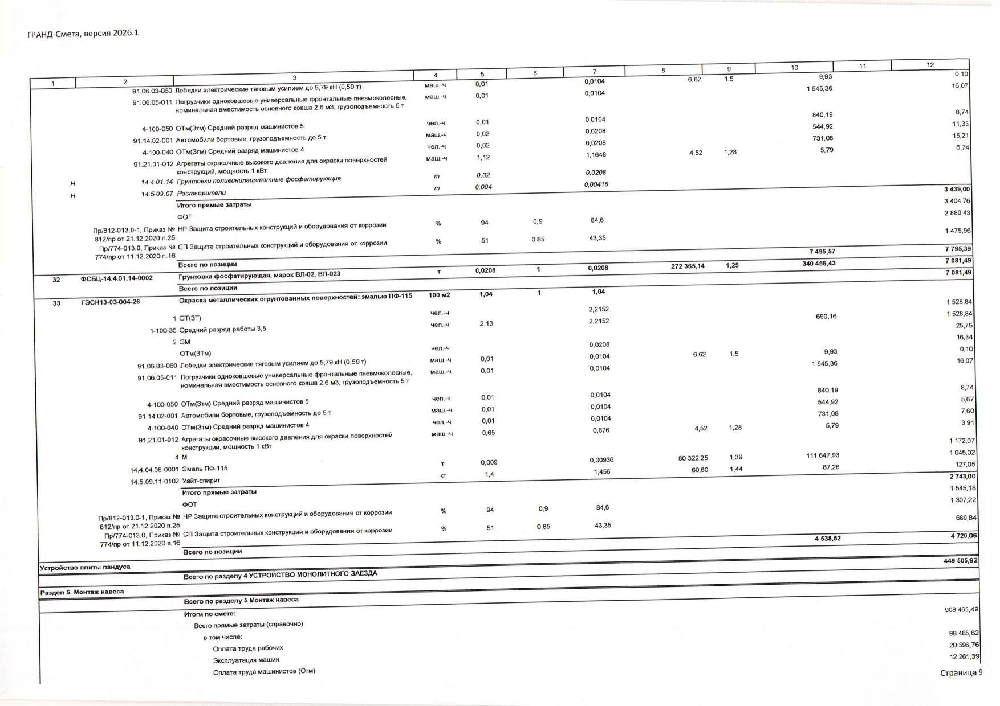 ГРАНД-Смета, версия 2026.1
1 2 3 4 5 6 7 8 9 10 11 12
91.06.03-060 Лебедки электрические тяговым усилием до 5,79 кН (0,59 т) маш.-ч 0,01 0,0104 6,62 1,5 9,93 0,10
91.06.05-011 Погрузчики одноковшовые универсальные фронтальные пневмоколесные, маш.-ч 0,01 0,0104 1 545,36 16,07
номинальная вместимость основного ковша 2,6 м3, грузоподъемность 5 т
4-100-050 ОТм(Зтм) Средний разряд машинистов 5 чел.-ч 0,01 0,0104 840,19 8,74
91.14.02-001 Автомобили бортовые, грузоподъемность до 5 т маш.-ч 0,02 0,0208 544,92 11,33
4-100-040 ОТм(Зтм) Средний разряд машинистов 4 чел.-ч 0,02 0,0208 731,08 15,21
91.21.01-012 Агрегаты окрасочные высокого давления для окраски поверхностей маш.-ч 1,12 1,1648 4,52 1,28 5,79 6,74
конструкций, мощность 1 кВт
Н 14.4.01.14 Грунтовки поливинилацетатные фосфатирующие т 0,02 0,0208
Н 14.5.09.07 Растворители т 0,004 0,00416
Итого прямые затраты 3 439,00
ФОТ 3 404,76
Пр/812-013.0-1, Приказ № НР Защита строительных конструкций и оборудования от коррозии % 94 0,9 84,6 2 880,43
812/пр от 21.12.2020 п.25
Пр/774-013.0, Приказ № СП Защита строительных конструкций и оборудования от коррозии % 51 0,85 43,35 1 475,96
774/пр от 11.12.2020 п.16
Всего по позиции 7 495,57 7 795,39
32 ФСБЦ-14.4.01.14-0002 Грунтовка фосфатирующая, марок ВЛ-02, ВЛ-023 т 0,0208 1 0,0208 272 365,14 1,25 340 456,43 7 081,49
Всего по позиции 7 081,49
33 ГЭСН13-03-004-26 Окраска металлических огрунтованных поверхностей: эмалью ПФ-115 100 м2 1,04 1 1,04
1 ОТ(ЗТ) чел.-ч 2,2152 1 528,84
1-100-35 Средний разряд работы 3,5 чел.-ч 2,13 2,2152 690,16 1 528,84
2 ЭМ 25,75
ОТм(ЗТм) чел.-ч 0,0208 16,34
91.06.03-060 Лебедки электрические тяговым усилием до 5,79 кН (0,59 т) маш.-ч 0,01 0,0104 6,62 1,5 9,93 0,10
91.06.05-011 Погрузчики одноковшовые универсальные фронтальные пневмоколесные, маш.-ч 0,01 0,0104 1 545,36 16,07
номинальная вместимость основного ковша 2,6 м3, грузоподъемность 5 т
4-100-050 ОТм(Зтм) Средний разряд машинистов 5 чел.-ч 0,01 0,0104 840,19 8,74
91.14.02-001 Автомобили бортовые, грузоподъемность до 5 т маш.-ч 0,01 0,0104 544,92 5,67
4-100-040 ОТм(Зтм) Средний разряд машинистов 4 чел.-ч 0,01 0,0104 731,08 7,60
91.21.01-012 Агрегаты окрасочные высокого давления для окраски поверхностей маш.-ч 0,65 0,676 4,52 1,28 5,79 3,91
конструкций, мощность 1 кВт
4 М 1 172,07
14.4.04.08-0001 Эмаль ПФ-115 т 0,009 0,00936 80 322,25 1,39 111 647,93 1 045,02
14.5.09.11-0102 Уайт-спирит кг 1,4 1,456 60,60 1,44 87,26 127,05
Итого прямые затраты 2 743,00
ФОТ 1 545,18
Пр/812-013.0-1, Приказ № НР Защита строительных конструкций и оборудования от коррозии % 94 0,9 84,6 1 307,22
812/пр от 21.12.2020 п.25
Пр/774-013.0, Приказ № СП Защита строительных конструкций и оборудования от коррозии % 51 0,85 43,35 669,84
774/пр от 11.12.2020 п.16
Всего по позиции 4 538,52 4 720,06
Устройство плиты пандуса
Всего по разделу 4 УСТРОЙСТВО МОНОЛИТНОГО ЗАЕЗДА 449 505,92
Раздел 5. Монтаж навеса
Всего по разделу 5 Монтаж навеса
Итоги по смете:
Всего прямые затраты (справочно) 908 465,49
в том числе:
Оплата труда рабочих 98 485,62
Эксплуатация машин 20 596,76
Оплата труда машинистов (Отм) 12 261,39
Страница 9